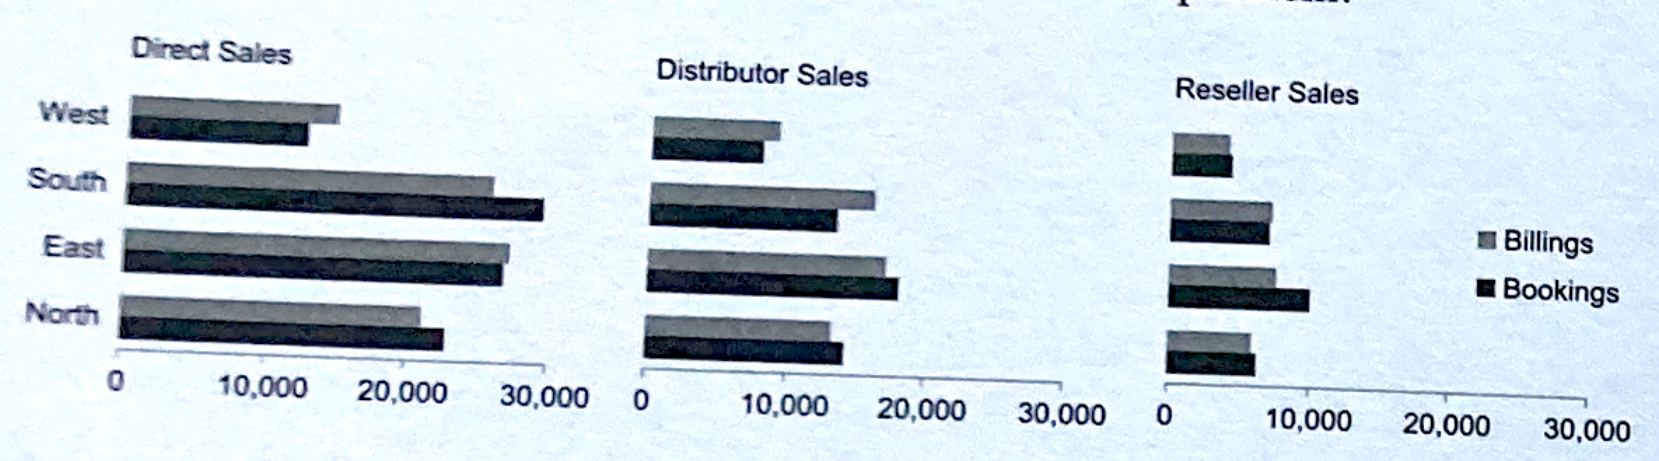 Direct Sales
West
South
East
North
0 10,000 20,000 30,000
Distributor Sales
0 10,000 20,000 30,000
Reseller Sales
0 10,000 20,000 30,000
Billings
Bookings